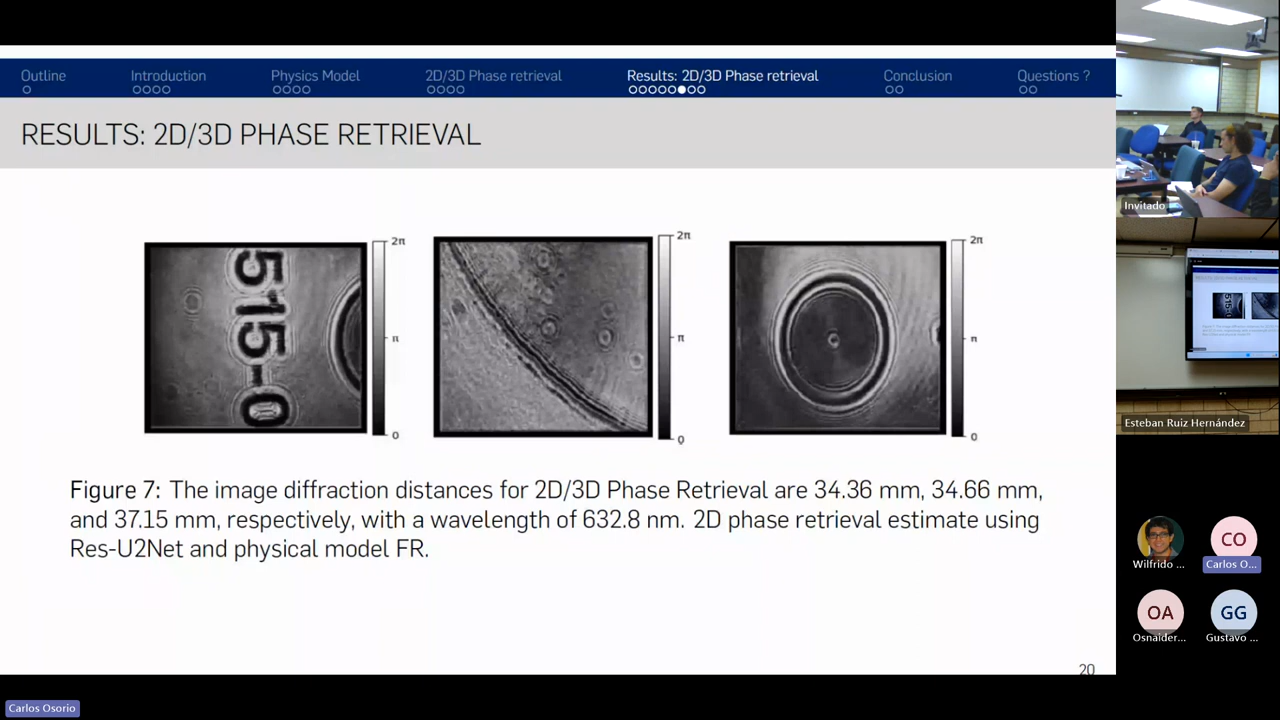 Outline
Introduction
Physics Model
2D/3D Phase retrieval
Results: 2D/3D Phase retrieval
Conclusion
Questions ?
RESULTS: 2D/3D PHASE RETRIEVAL
515-0
2π
π
0
2π
π
0
2π
π
0
Figure 7: The image diffraction distances for 2D/3D Phase Retrieval are 34.36 mm, 34.66 mm,
and 37.15 mm, respectively, with a wavelength of 632.8 nm. 2D phase retrieval estimate using
Res-U2Net and physical model FR.
20
Carlos Osorio
Invitado
Esteban Ruiz Hernández
Wilfrido ...
CO
Carlos O...
OA
Osnaider...
GG
Gustavo ...